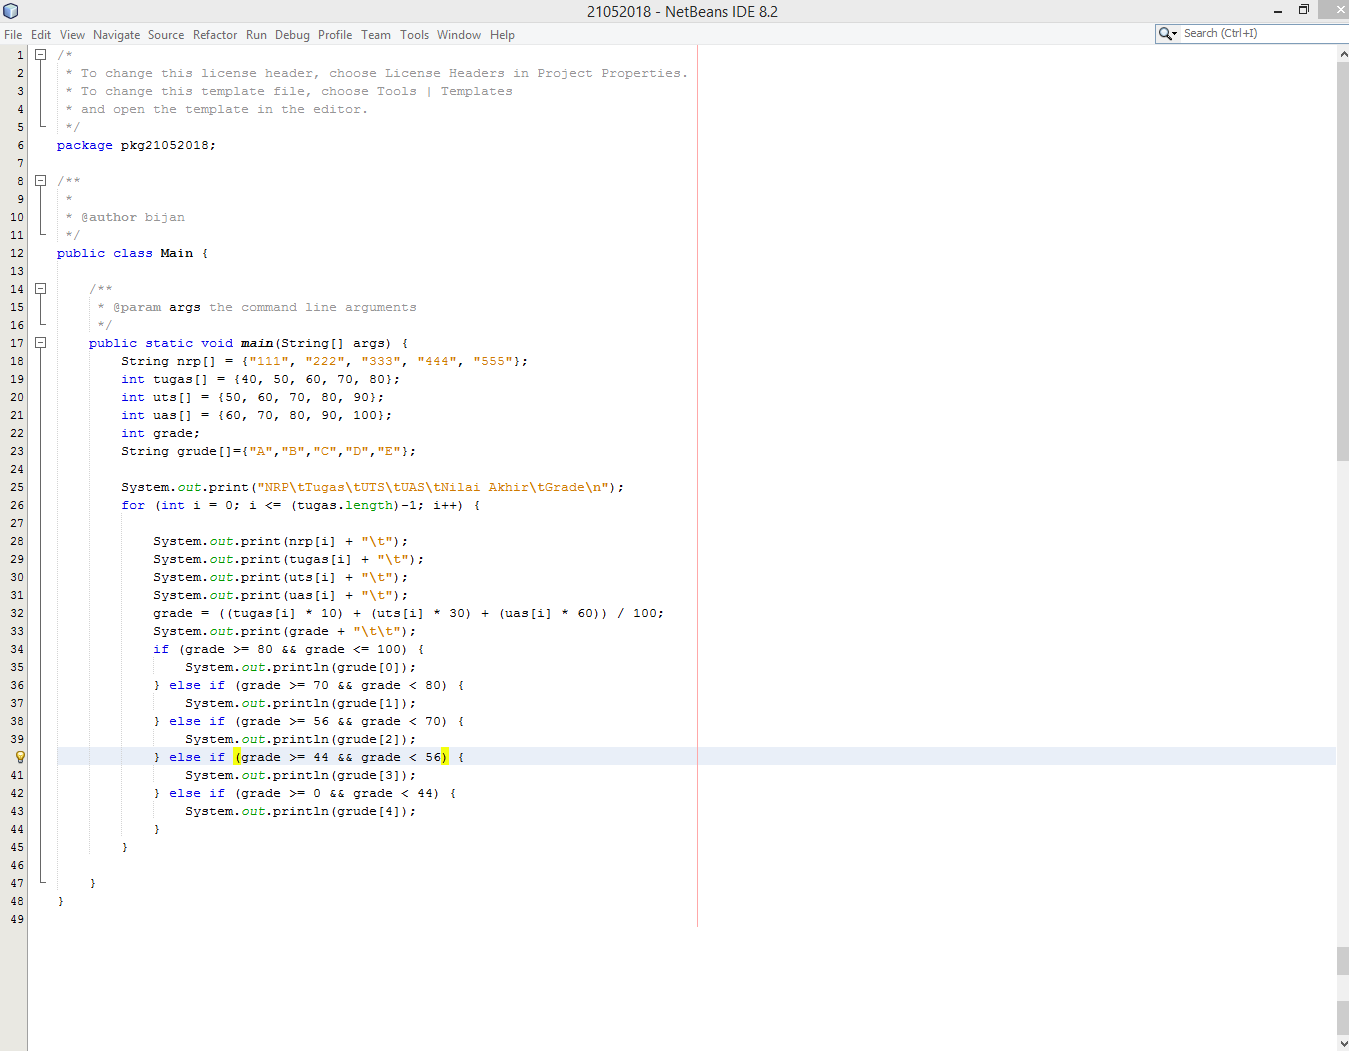 21052018 - NetBeans IDE 8.2
File Edit View Navigate Source Refactor Run Debug Profile Team Tools Window Help
Search (Ctrl+I)
1 /*
2  * To change this license header, choose License Headers in Project Properties.
3  * To change this template file, choose Tools | Templates
4  * and open the template in the editor.
5  */
6 package pkg21052018;
7
8 /**
9  *
10  * @author bijan
11  */
12 public class Main {
13
14     /**
15      * @param args the command line arguments
16      */
17     public static void main(String[] args) {
18         String nrp[] = {"111", "222", "333", "444", "555"};
19         int tugas[] = {40, 50, 60, 70, 80};
20         int uts[] = {50, 60, 70, 80, 90};
21         int uas[] = {60, 70, 80, 90, 100};
22         int grade;
23         String grude[]={"A","B","C","D","E"};
24
25         System.out.print("NRP\tTugas\tUTS\tUAS\tNilai Akhir\tGrade\n");
26         for (int i = 0; i <= (tugas.length)-1; i++) {
27
28             System.out.print(nrp[i] + "\t");
29             System.out.print(tugas[i] + "\t");
30             System.out.print(uts[i] + "\t");
31             System.out.print(uas[i] + "\t");
32             grade = ((tugas[i] * 10) + (uts[i] * 30) + (uas[i] * 60)) / 100;
33             System.out.print(grade + "\t\t");
34             if (grade >= 80 && grade <= 100) {
35                 System.out.println(grude[0]);
36             } else if (grade >= 70 && grade < 80) {
37                 System.out.println(grude[1]);
38             } else if (grade >= 56 && grade < 70) {
39                 System.out.println(grude[2]);
            } else if (grade >= 44 && grade < 56) {
41                 System.out.println(grude[3]);
42             } else if (grade >= 0 && grade < 44) {
43                 System.out.println(grude[4]);
44             }
45         }
46
47     }
48 }
49